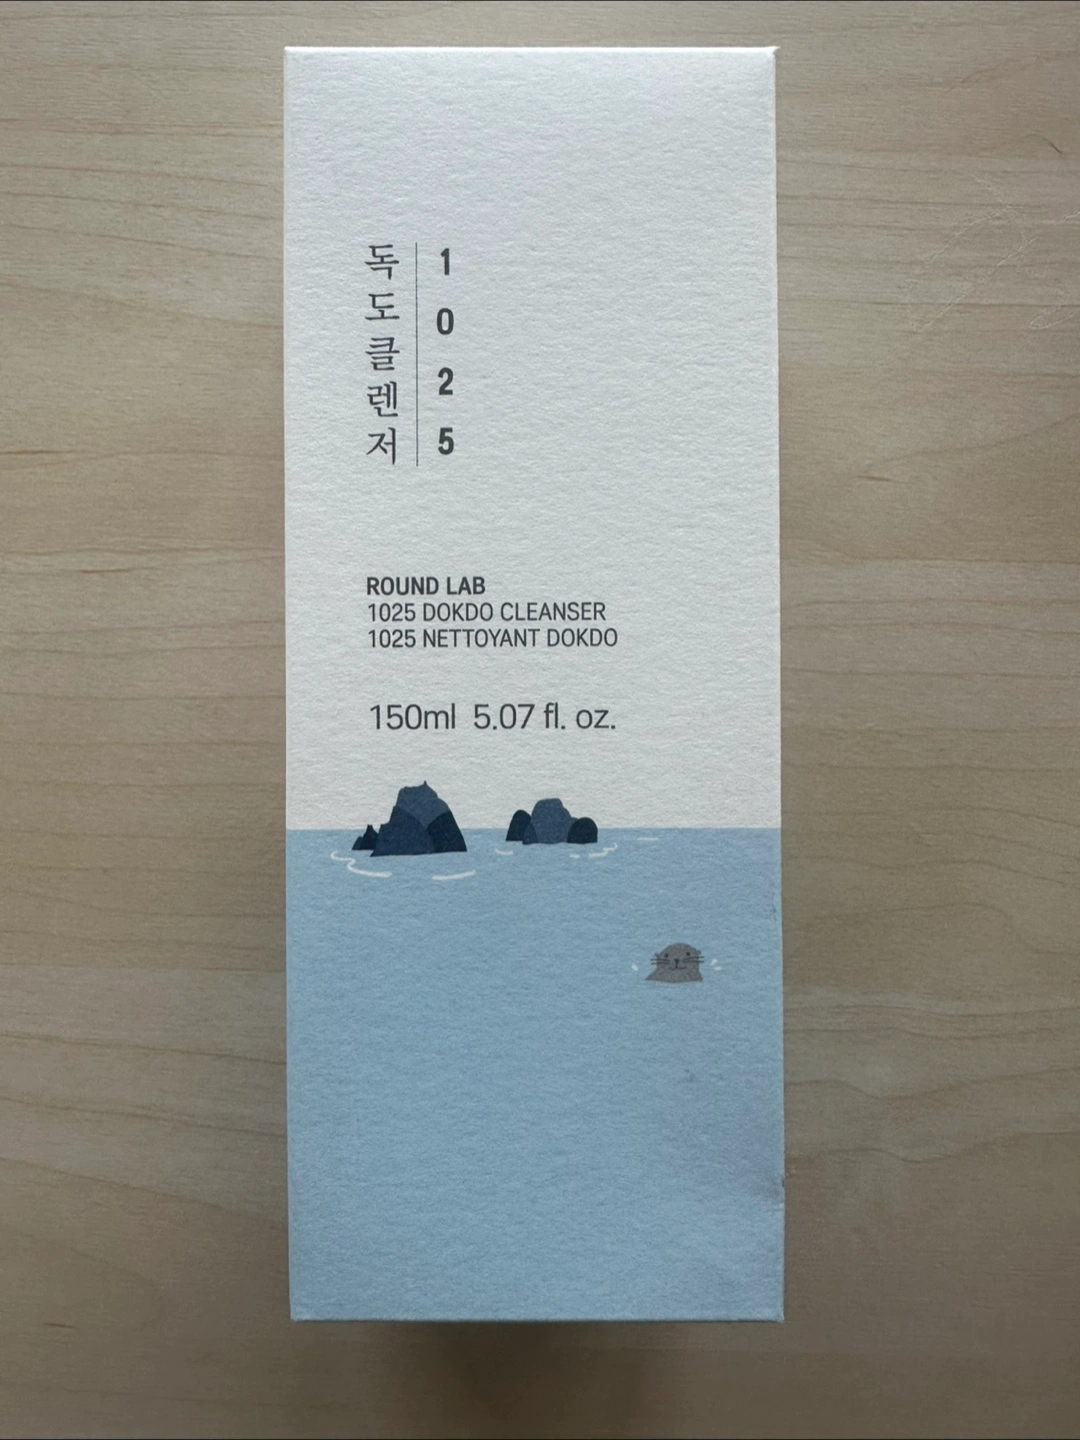 독도클렌저
1025
ROUND LAB
1025 DOKDO CLEANSER
1025 NETTOYANT DOKDO
150ml 5.07 fl. oz.